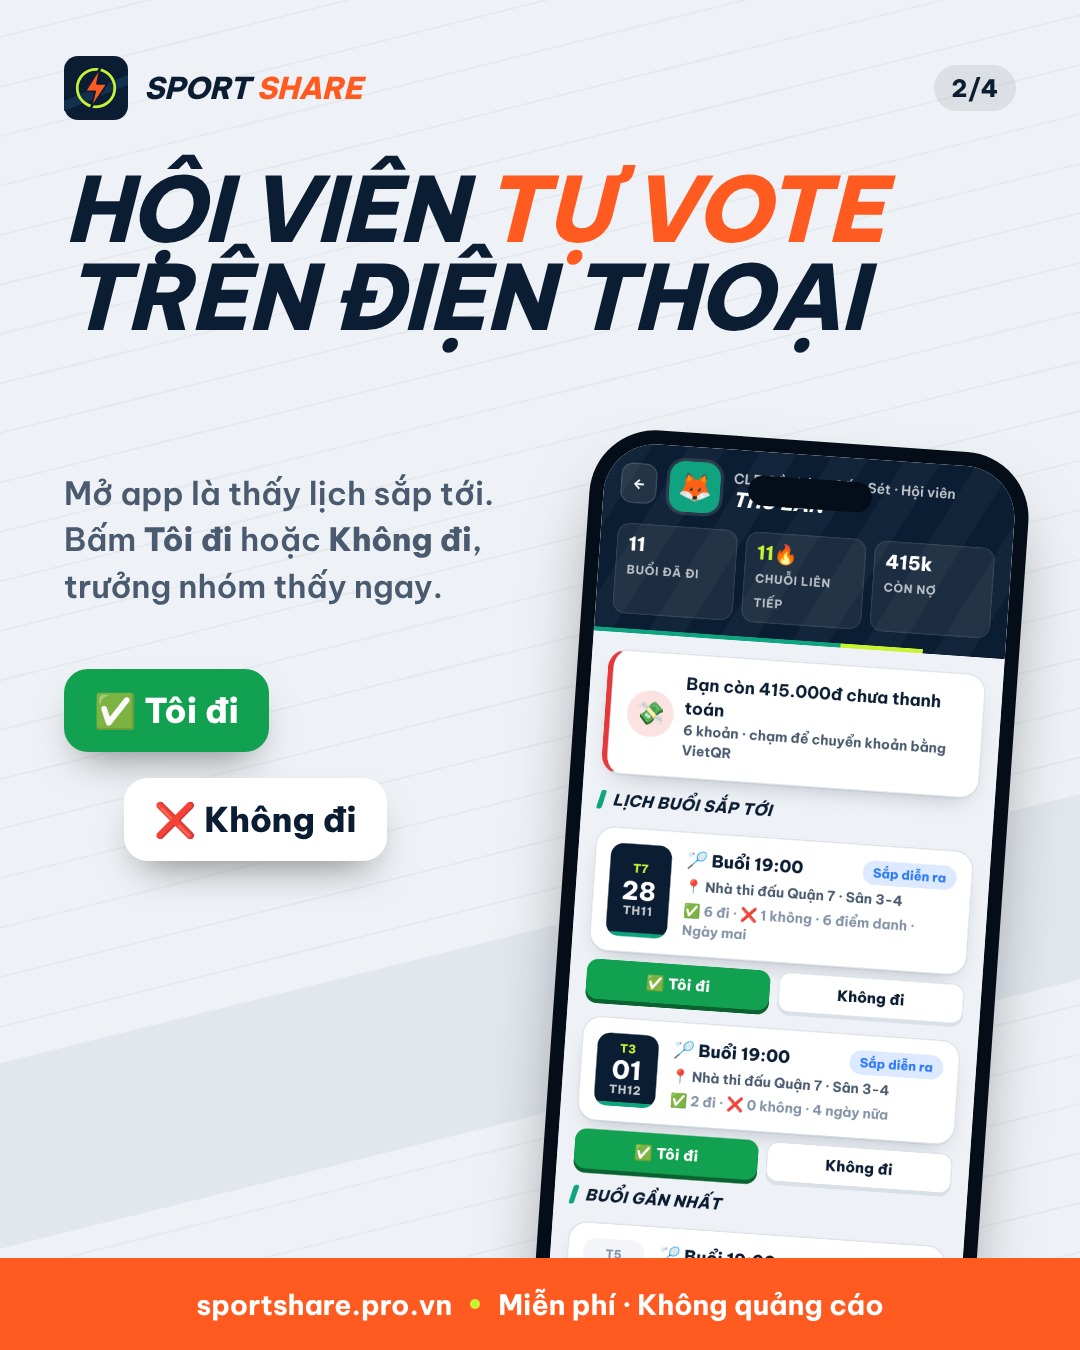 SPORT SHARE
2/4
HỘI VIÊN TỰ VOTE
TRÊN ĐIỆN THOẠI
Mở app là thấy lịch sắp tới.
Bấm Tôi đi hoặc Không đi,
trưởng nhóm thấy ngay.
✅ Tôi đi
❌ Không đi
Sét · Hội viên
11
BUỔI ĐÃ ĐI
11🔥
CHUỖI LIÊN
TIẾP
415k
CÒN NỢ
Bạn còn 415.000đ chưa thanh
toán
6 khoản · chạm để chuyển khoản bằng
VietQR
LỊCH BUỔI SẮP TỚI
T7
28
TH11
🏸 Buổi 19:00
Sắp diễn ra
📍 Nhà thi đấu Quận 7 · Sân 3-4
✅ 6 đi · ❌ 1 không · 6 điểm danh ·
Ngày mai
✅ Tôi đi
Không đi
T3
01
TH12
🏸 Buổi 19:00
Sắp diễn ra
📍 Nhà thi đấu Quận 7 · Sân 3-4
✅ 2 đi · ❌ 0 không · 4 ngày nữa
✅ Tôi đi
Không đi
BUỔI GẦN NHẤT
T5
🏸 Buổi 19:00
sportshare.pro.vn • Miễn phí · Không quảng cáo